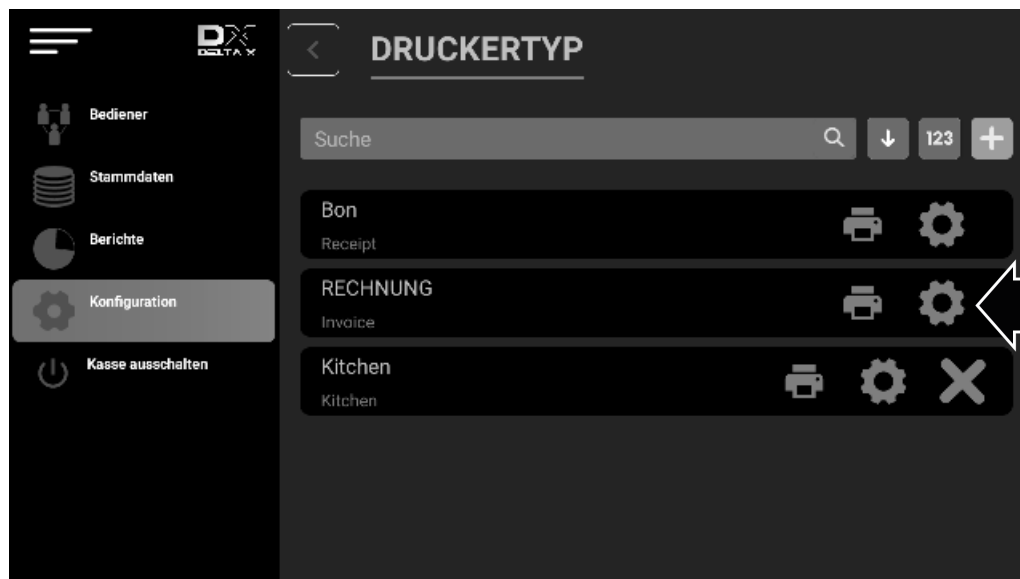 DX
DELTA X
DRUCKERTYP
Bediener
Stammdaten
Berichte
Konfiguration
Kasse ausschalten
Suche
123
Bon
Receipt
RECHNUNG
Invoice
Kitchen
Kitchen